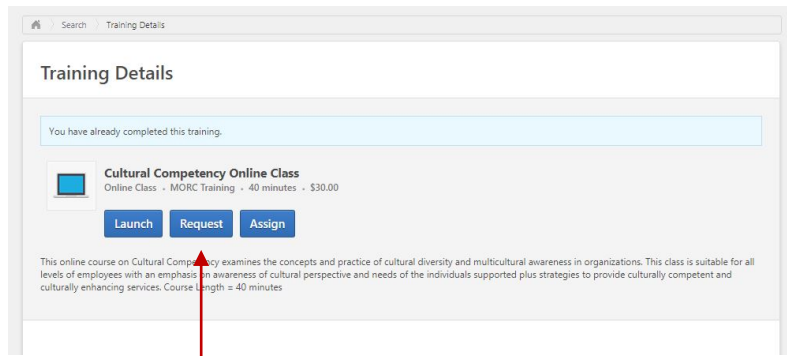 Search Training Details
Training Details
You have already completed this training.
Cultural Competency Online Class
Online Class • MORC Training • 40 minutes • $30.00
Launch Request Assign
This online course on Cultural Competency examines the concepts and practice of cultural diversity and multicultural awareness in organizations. This class is suitable for all
levels of employees with an emphasis on awareness of cultural perspective and needs of the individuals supported plus strategies to provide culturally competent and
culturally enhancing services. Course Length = 40 minutes